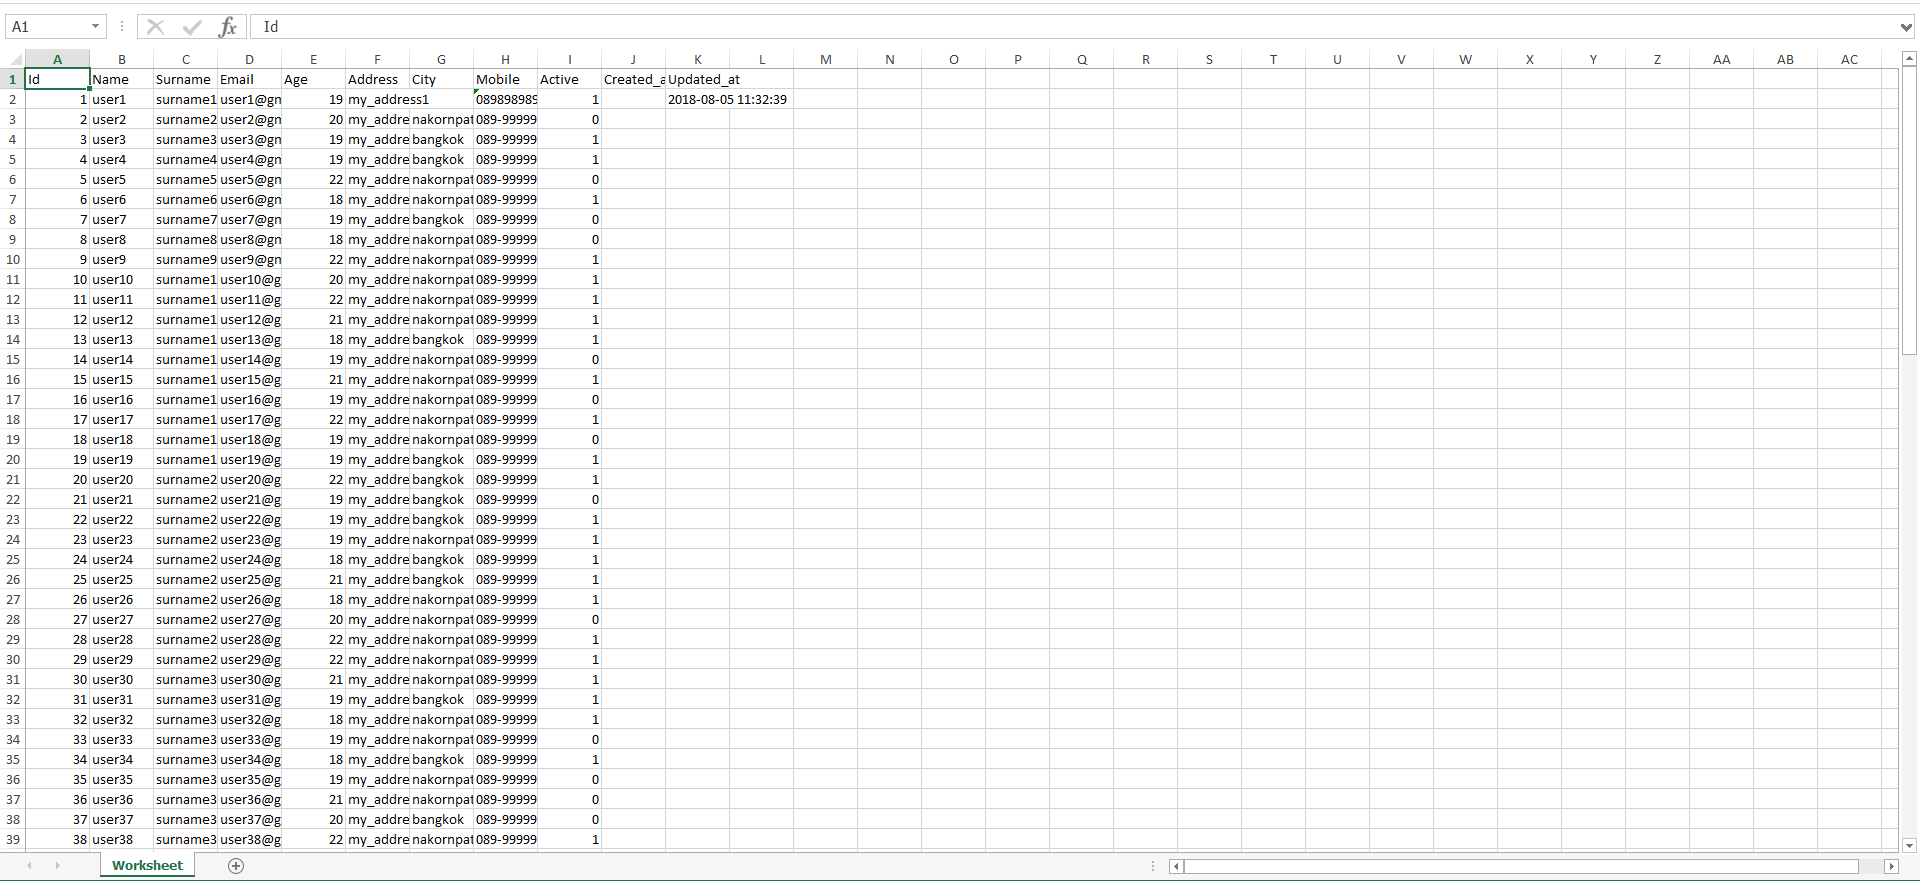 A1 fx Id
A B C D E F G H I J K L M N O P Q R S T U V W X Y Z AA AB AC
1 Id Name Surname Email Age Address City Mobile Active Created_a Updated_at
2 1 user1 surname1 user1@gm 19 my_address1 089898989 1 2018-08-05 11:32:39
3 2 user2 surname2 user2@gm 20 my_addre nakornpat 089-99999 0
4 3 user3 surname3 user3@gm 19 my_addre bangkok 089-99999 1
5 4 user4 surname4 user4@gm 19 my_addre bangkok 089-99999 1
6 5 user5 surname5 user5@gm 22 my_addre nakornpat 089-99999 0
7 6 user6 surname6 user6@gm 18 my_addre nakornpat 089-99999 1
8 7 user7 surname7 user7@gm 19 my_addre bangkok 089-99999 0
9 8 user8 surname8 user8@gm 18 my_addre nakornpat 089-99999 0
10 9 user9 surname9 user9@gm 22 my_addre nakornpat 089-99999 1
11 10 user10 surname1 user10@g 20 my_addre nakornpat 089-99999 1
12 11 user11 surname1 user11@g 22 my_addre nakornpat 089-99999 1
13 12 user12 surname1 user12@g 21 my_addre nakornpat 089-99999 1
14 13 user13 surname1 user13@g 18 my_addre bangkok 089-99999 1
15 14 user14 surname1 user14@g 19 my_addre nakornpat 089-99999 0
16 15 user15 surname1 user15@g 21 my_addre nakornpat 089-99999 1
17 16 user16 surname1 user16@g 19 my_addre nakornpat 089-99999 0
18 17 user17 surname1 user17@g 22 my_addre nakornpat 089-99999 1
19 18 user18 surname1 user18@g 19 my_addre nakornpat 089-99999 0
20 19 user19 surname1 user19@g 19 my_addre bangkok 089-99999 1
21 20 user20 surname2 user20@g 22 my_addre bangkok 089-99999 1
22 21 user21 surname2 user21@g 19 my_addre bangkok 089-99999 0
23 22 user22 surname2 user22@g 19 my_addre bangkok 089-99999 1
24 23 user23 surname2 user23@g 19 my_addre nakornpat 089-99999 1
25 24 user24 surname2 user24@g 18 my_addre bangkok 089-99999 1
26 25 user25 surname2 user25@g 21 my_addre bangkok 089-99999 1
27 26 user26 surname2 user26@g 18 my_addre nakornpat 089-99999 1
28 27 user27 surname2 user27@g 20 my_addre nakornpat 089-99999 0
29 28 user28 surname2 user28@g 22 my_addre nakornpat 089-99999 1
30 29 user29 surname2 user29@g 22 my_addre nakornpat 089-99999 1
31 30 user30 surname3 user30@g 21 my_addre nakornpat 089-99999 1
32 31 user31 surname3 user31@g 19 my_addre bangkok 089-99999 1
33 32 user32 surname3 user32@g 18 my_addre nakornpat 089-99999 1
34 33 user33 surname3 user33@g 19 my_addre nakornpat 089-99999 0
35 34 user34 surname3 user34@g 18 my_addre bangkok 089-99999 1
36 35 user35 surname3 user35@g 19 my_addre nakornpat 089-99999 0
37 36 user36 surname3 user36@g 21 my_addre nakornpat 089-99999 0
38 37 user37 surname3 user37@g 20 my_addre bangkok 089-99999 0
39 38 user38 surname3 user38@g 22 my_addre nakornpat 089-99999 1
Worksheet